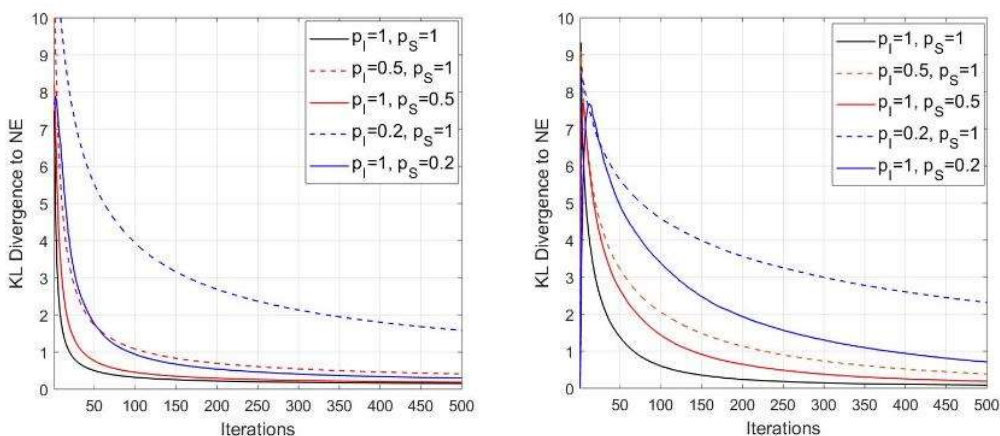 KL Divergence to NE
10
9
8
7
6
5
4
3
2
1
0
p_I=1, p_S=1
p_I=0.5, p_S=1
p_I=1, p_S=0.5
p_I=0.2, p_S=1
p_I=1, p_S=0.2
50 100 150 200 250 300 350 400 450 500
Iterations
KL Divergence to NE
10
9
8
7
6
5
4
3
2
1
0
p_I=1, p_S=1
p_I=0.5, p_S=1
p_I=1, p_S=0.5
p_I=0.2, p_S=1
p_I=1, p_S=0.2
50 100 150 200 250 300 350 400 450 500
Iterations